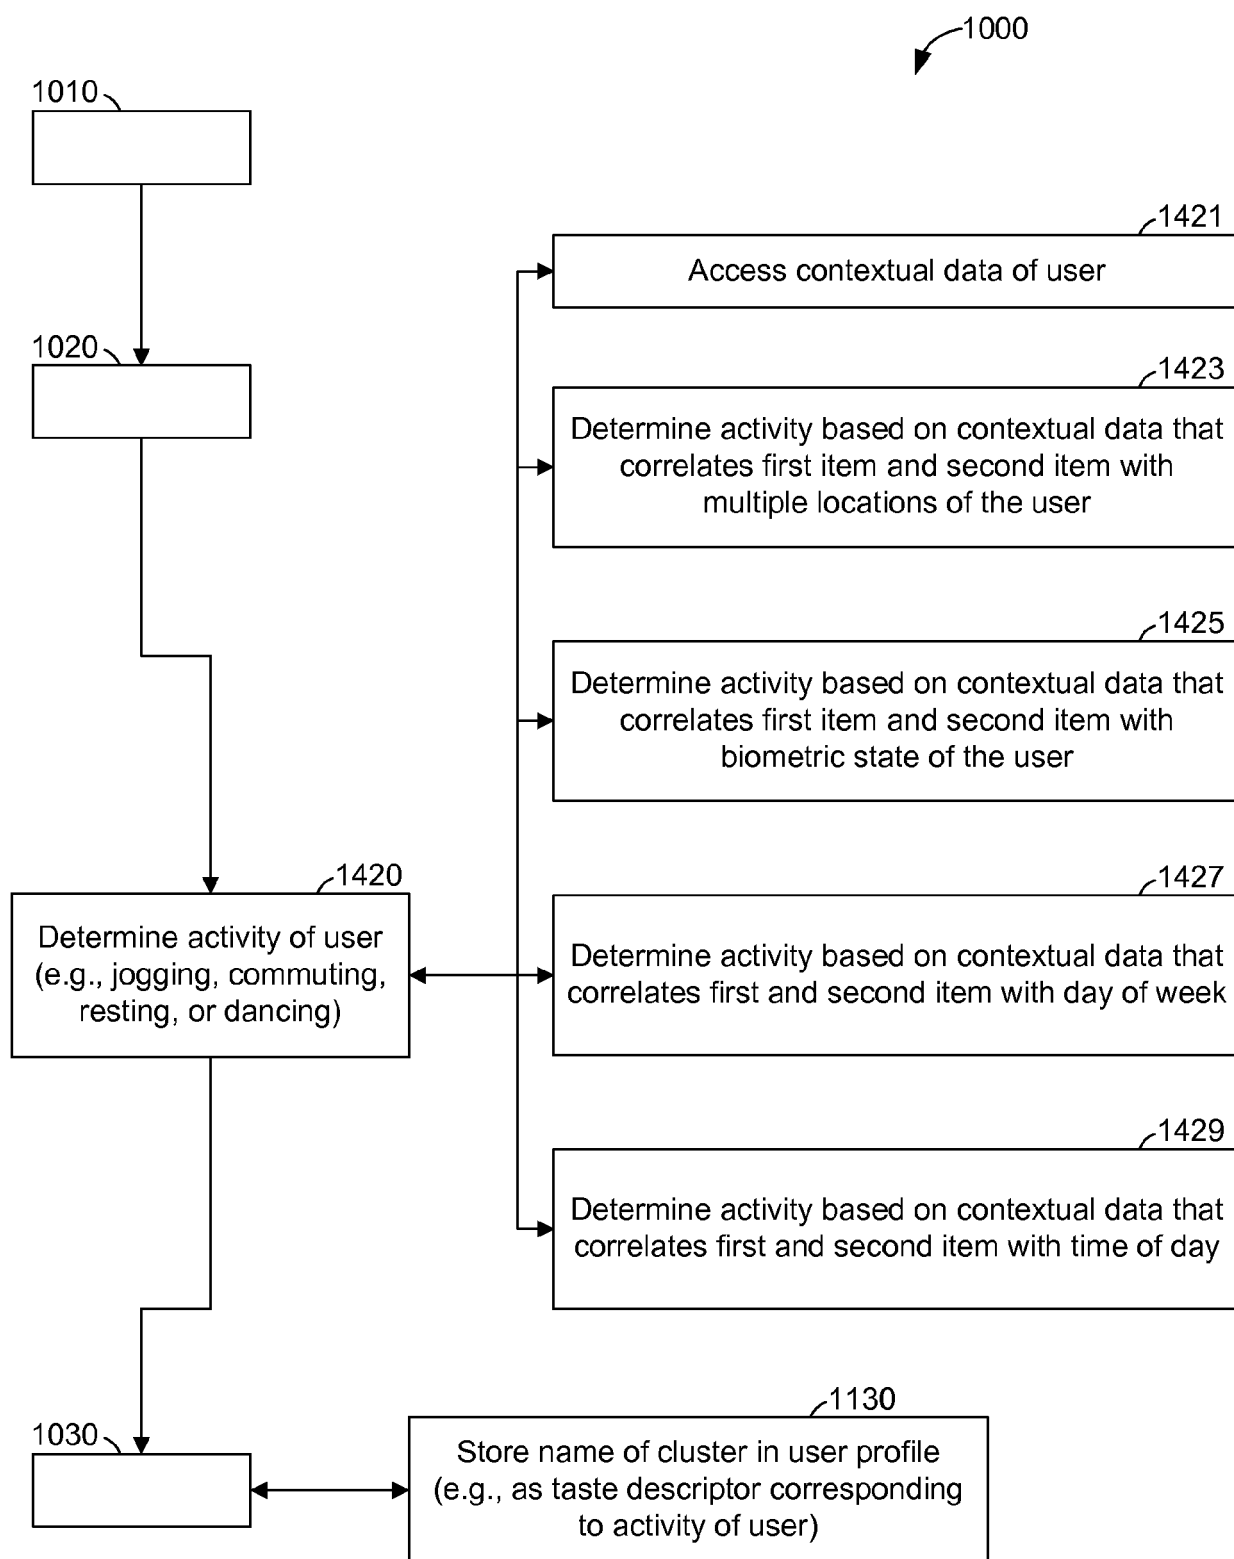 1000
1010
1421
Access contextual data of user
1020
1423
Determine activity based on contextual data that
correlates first item and second item with
multiple locations of the user
1425
Determine activity based on contextual data that
correlates first item and second item with
biometric state of the user
1420
Determine activity of user
(e.g., jogging, commuting,
resting, or dancing)
1427
Determine activity based on contextual data that
correlates first and second item with day of week
1429
Determine activity based on contextual data that
correlates first and second item with time of day
1030
1130
Store name of cluster in user profile
(e.g., as taste descriptor corresponding
to activity of user)